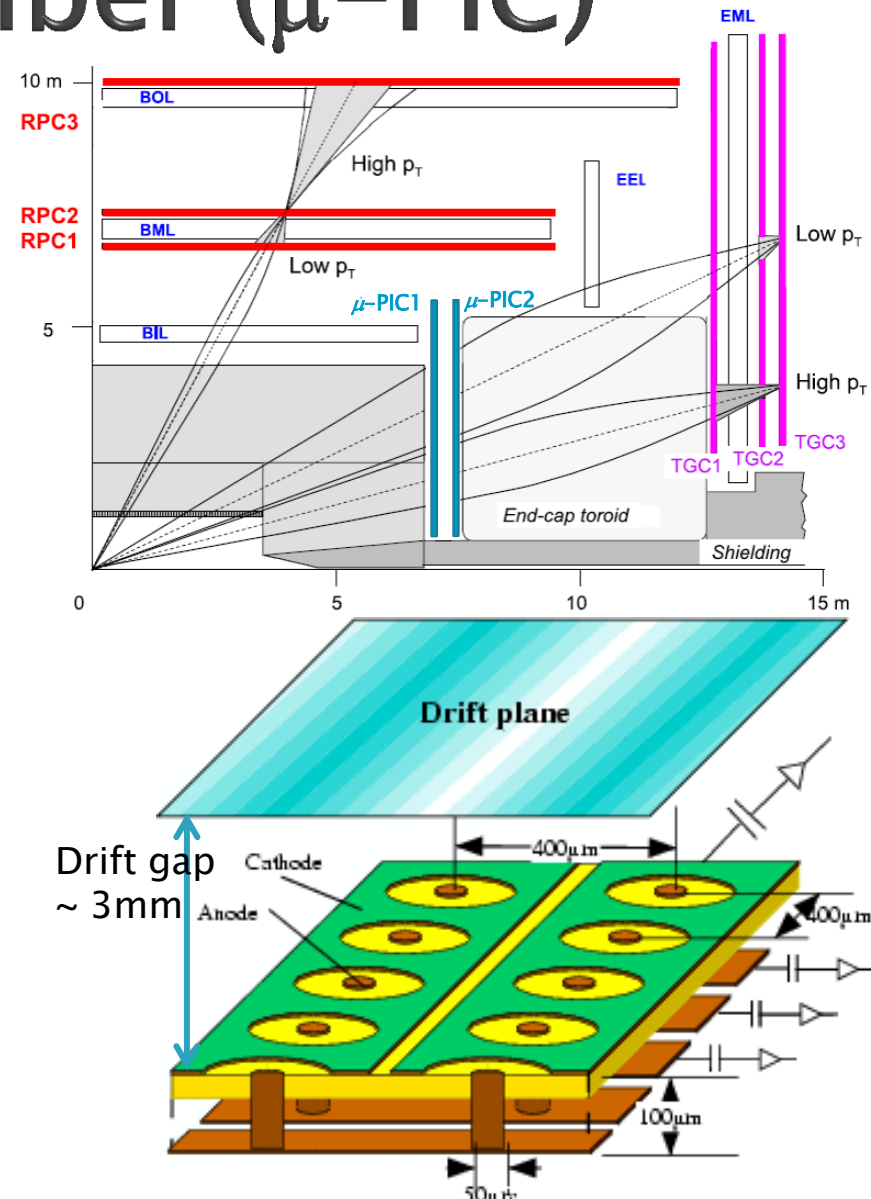 (μ-PIC)
EML
10 m
BOL
RPC3
High pT
EEL
RPC2
BML
RPC1
Low pT
Low pT
μ-PIC1
μ-PIC2
5
BIL
High pT
TGC1
TGC2
TGC3
End-cap toroid
Shielding
0
5
10
15 m
Drift plane
Drift gap
~ 3mm
Cathode
400μm
Anode
400μm
100μm
50μm